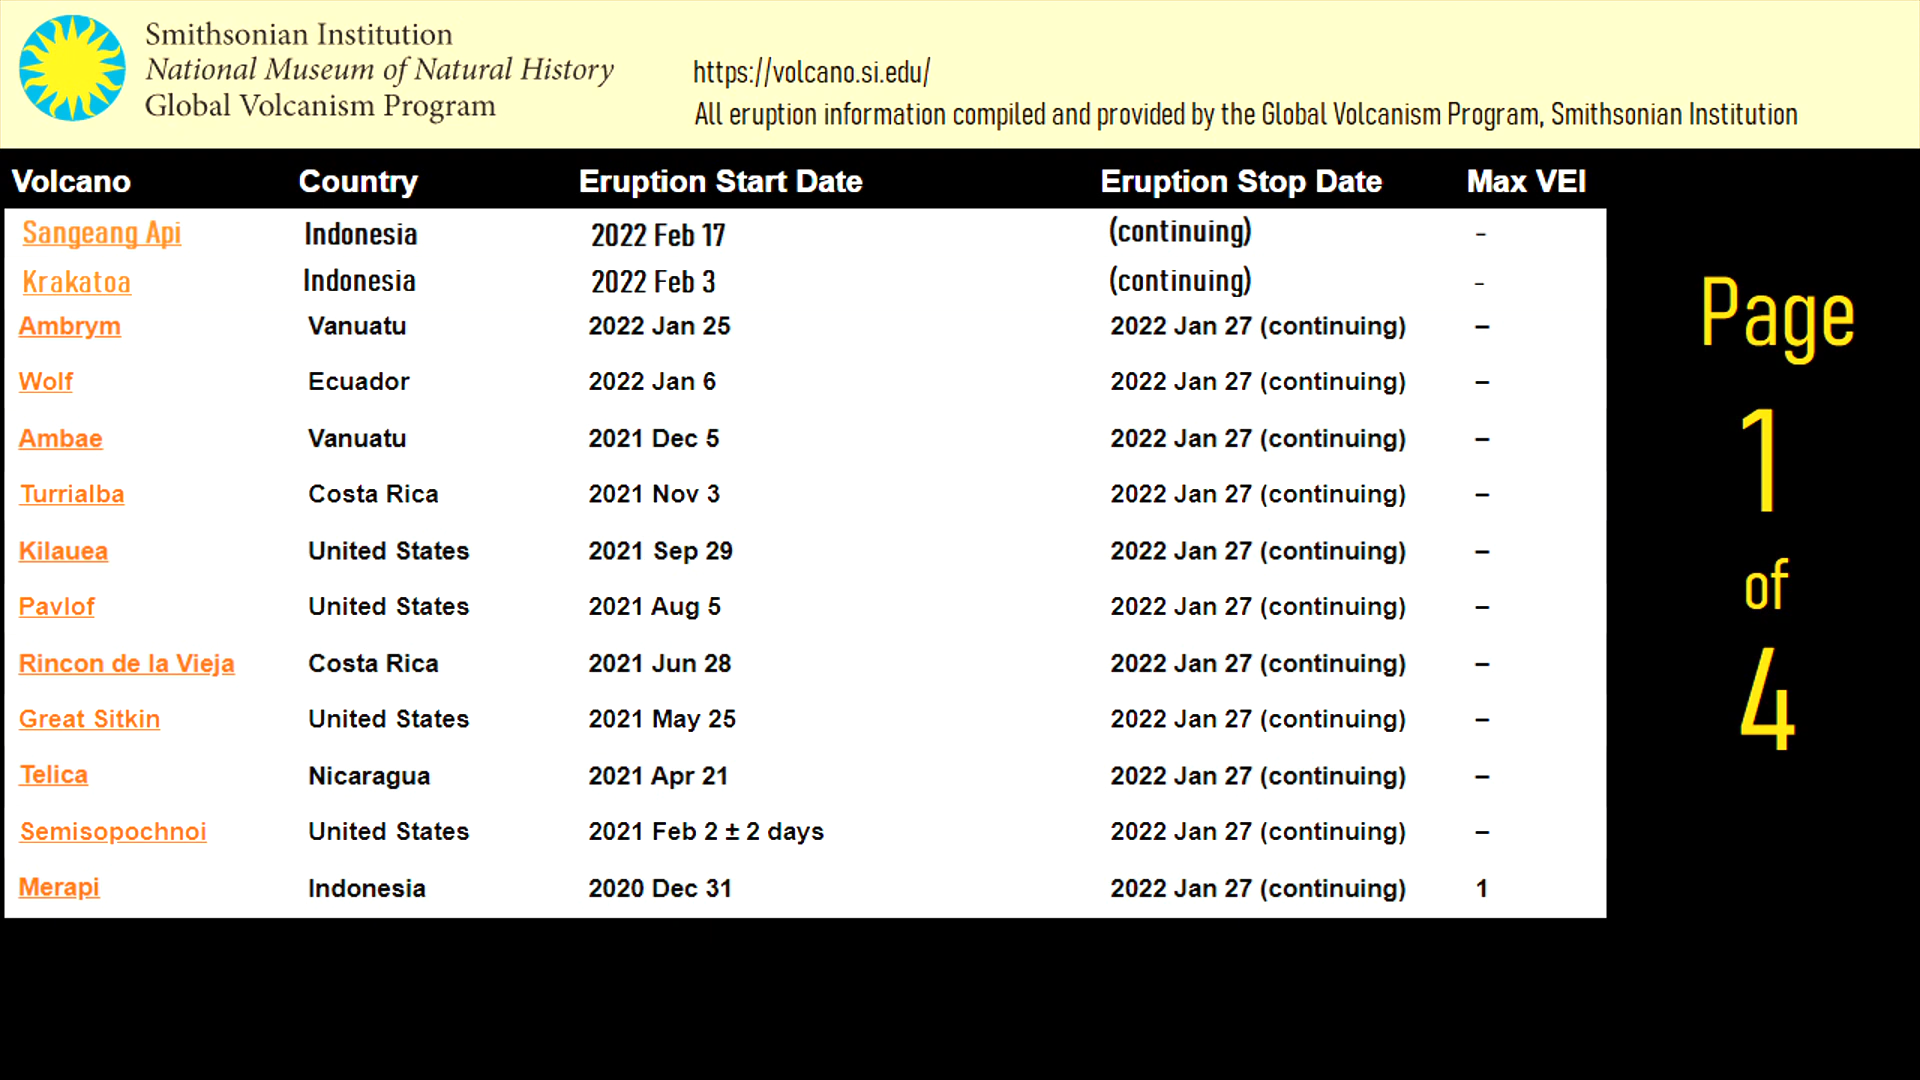 Smithsonian Institution
National Museum of Natural History
Global Volcanism Program
https://volcano.si.edu/
All eruption information compiled and provided by the Global Volcanism Program, Smithsonian Institution
Volcano Country Eruption Start Date Eruption Stop Date Max VEI
Sangeang Api Indonesia 2022 Feb 17 (continuing) -
Krakatoa Indonesia 2022 Feb 3 (continuing) -
Ambrym Vanuatu 2022 Jan 25 2022 Jan 27 (continuing) –
Wolf Ecuador 2022 Jan 6 2022 Jan 27 (continuing) –
Ambae Vanuatu 2021 Dec 5 2022 Jan 27 (continuing) –
Turrialba Costa Rica 2021 Nov 3 2022 Jan 27 (continuing) –
Kilauea United States 2021 Sep 29 2022 Jan 27 (continuing) –
Pavlof United States 2021 Aug 5 2022 Jan 27 (continuing) –
Rincon de la Vieja Costa Rica 2021 Jun 28 2022 Jan 27 (continuing) –
Great Sitkin United States 2021 May 25 2022 Jan 27 (continuing) –
Telica Nicaragua 2021 Apr 21 2022 Jan 27 (continuing) –
Semisopochnoi United States 2021 Feb 2 ± 2 days 2022 Jan 27 (continuing) –
Merapi Indonesia 2020 Dec 31 2022 Jan 27 (continuing) 1
Page
1
of
4